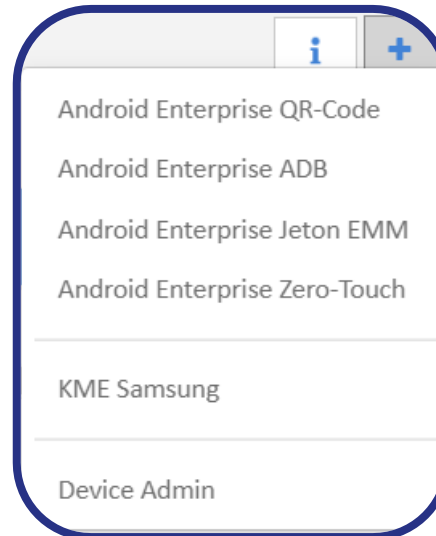 i +
Android Enterprise QR-Code
Android Enterprise ADB
Android Enterprise Jeton EMM
Android Enterprise Zero-Touch
KME Samsung
Device Admin